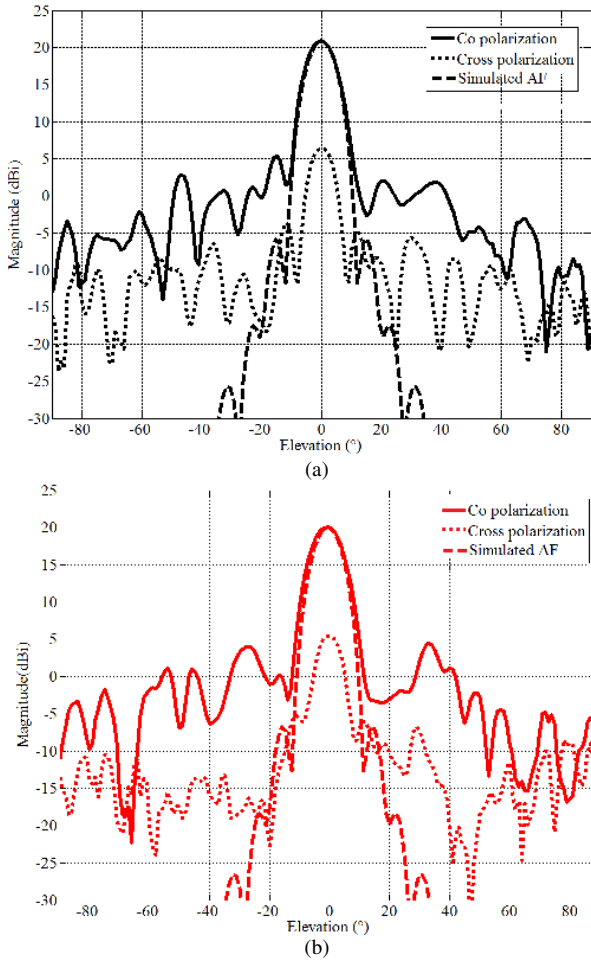 25
20
15
10
5
0
-5
-10
-15
-20
-25
-30
Magnitude (dBi)
Co polarization
Cross polarization
Simulated AF
-80 -60 -40 -20 0 20 40 60 80
Elevation (°)
(a)
25
20
15
10
5
0
-5
-10
-15
-20
-25
-30
Magnitude(dBi)
Co polarization
Cross polarization
Simulated AF
-80 -60 -40 -20 0 20 40 60 80
Elevation (°)
(b)